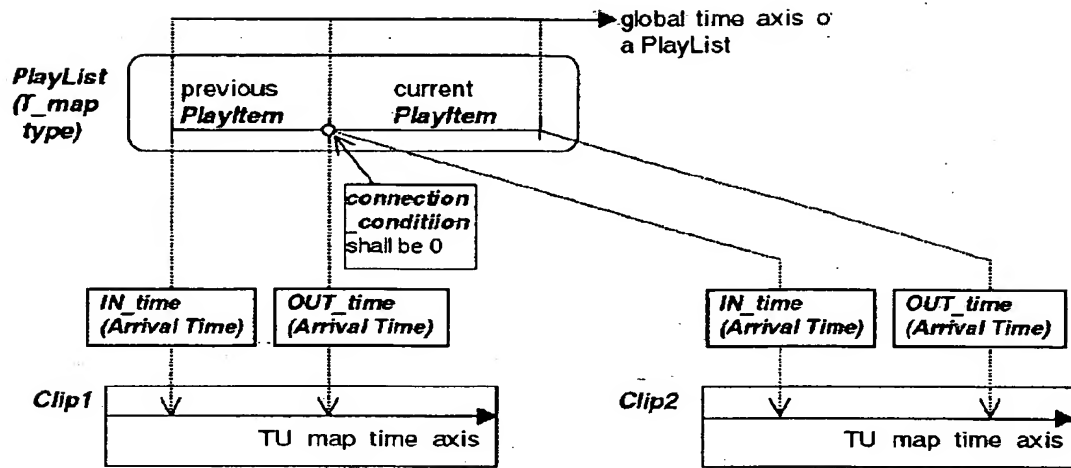 global time axis o
a PlayList
PlayList
(T_map
type)
previous
PlayItem
current
PlayItem
connection
_conditiion
shall be 0
IN_time
(Arrival Time)
OUT_time
(Arrival Time)
IN_time
(Arrival Time)
OUT_time
(Arrival Time)
Clip1
TU map time axis
Clip2
TU map time axis